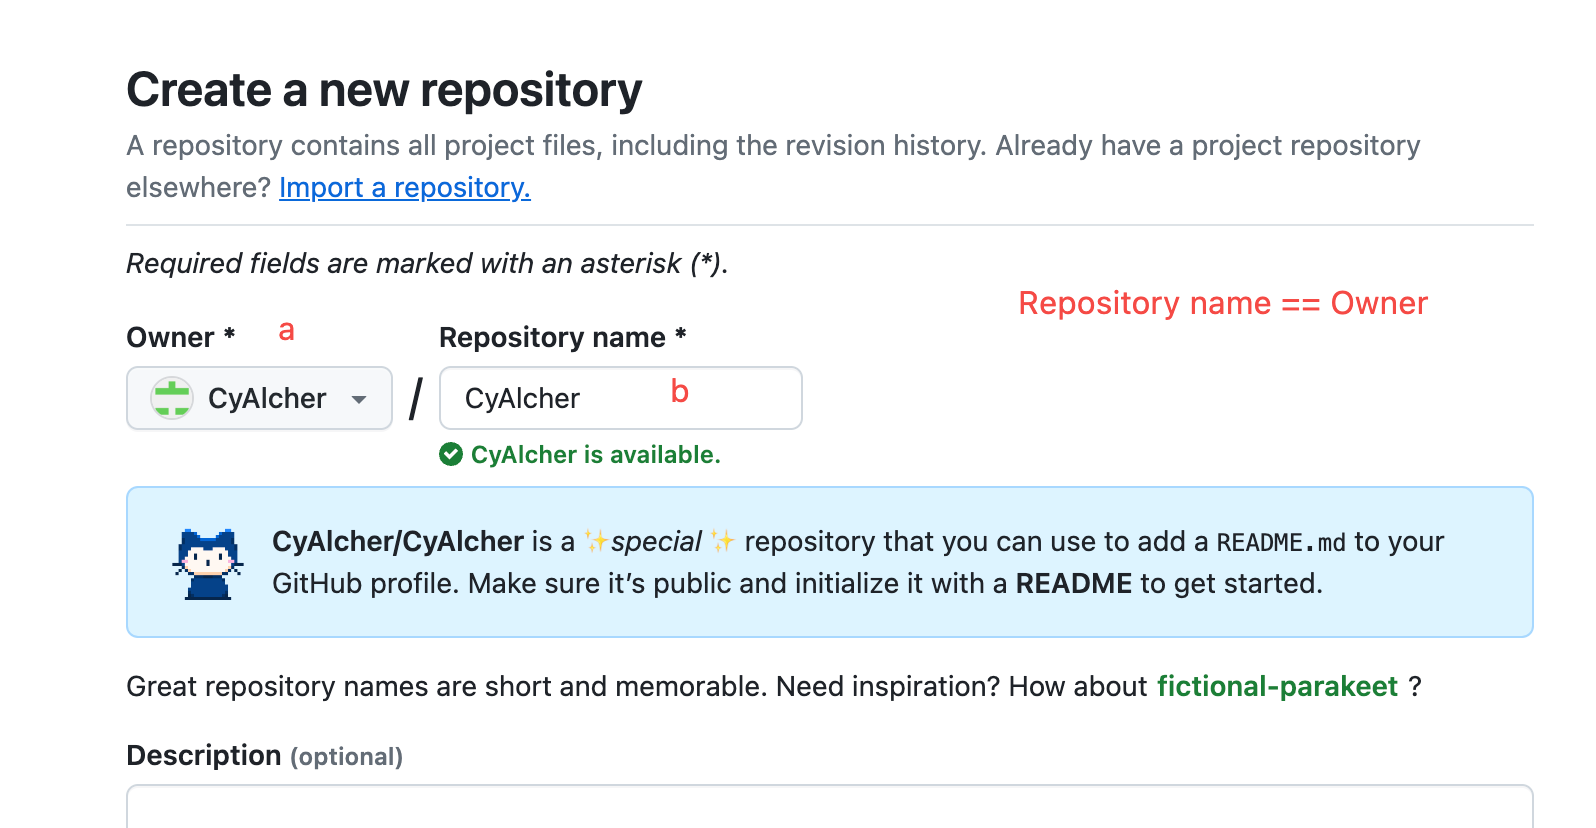 Create a new repository
A repository contains all project files, including the revision history. Already have a project repository
elsewhere? Import a repository.
Required fields are marked with an asterisk (*).
Repository name == Owner
Owner * a Repository name *
CyAlcher / CyAlcher b
CyAlcher is available.
CyAlcher/CyAlcher is a ✨special ✨ repository that you can use to add a README.md to your
GitHub profile. Make sure it’s public and initialize it with a README to get started.
Great repository names are short and memorable. Need inspiration? How about fictional-parakeet ?
Description (optional)